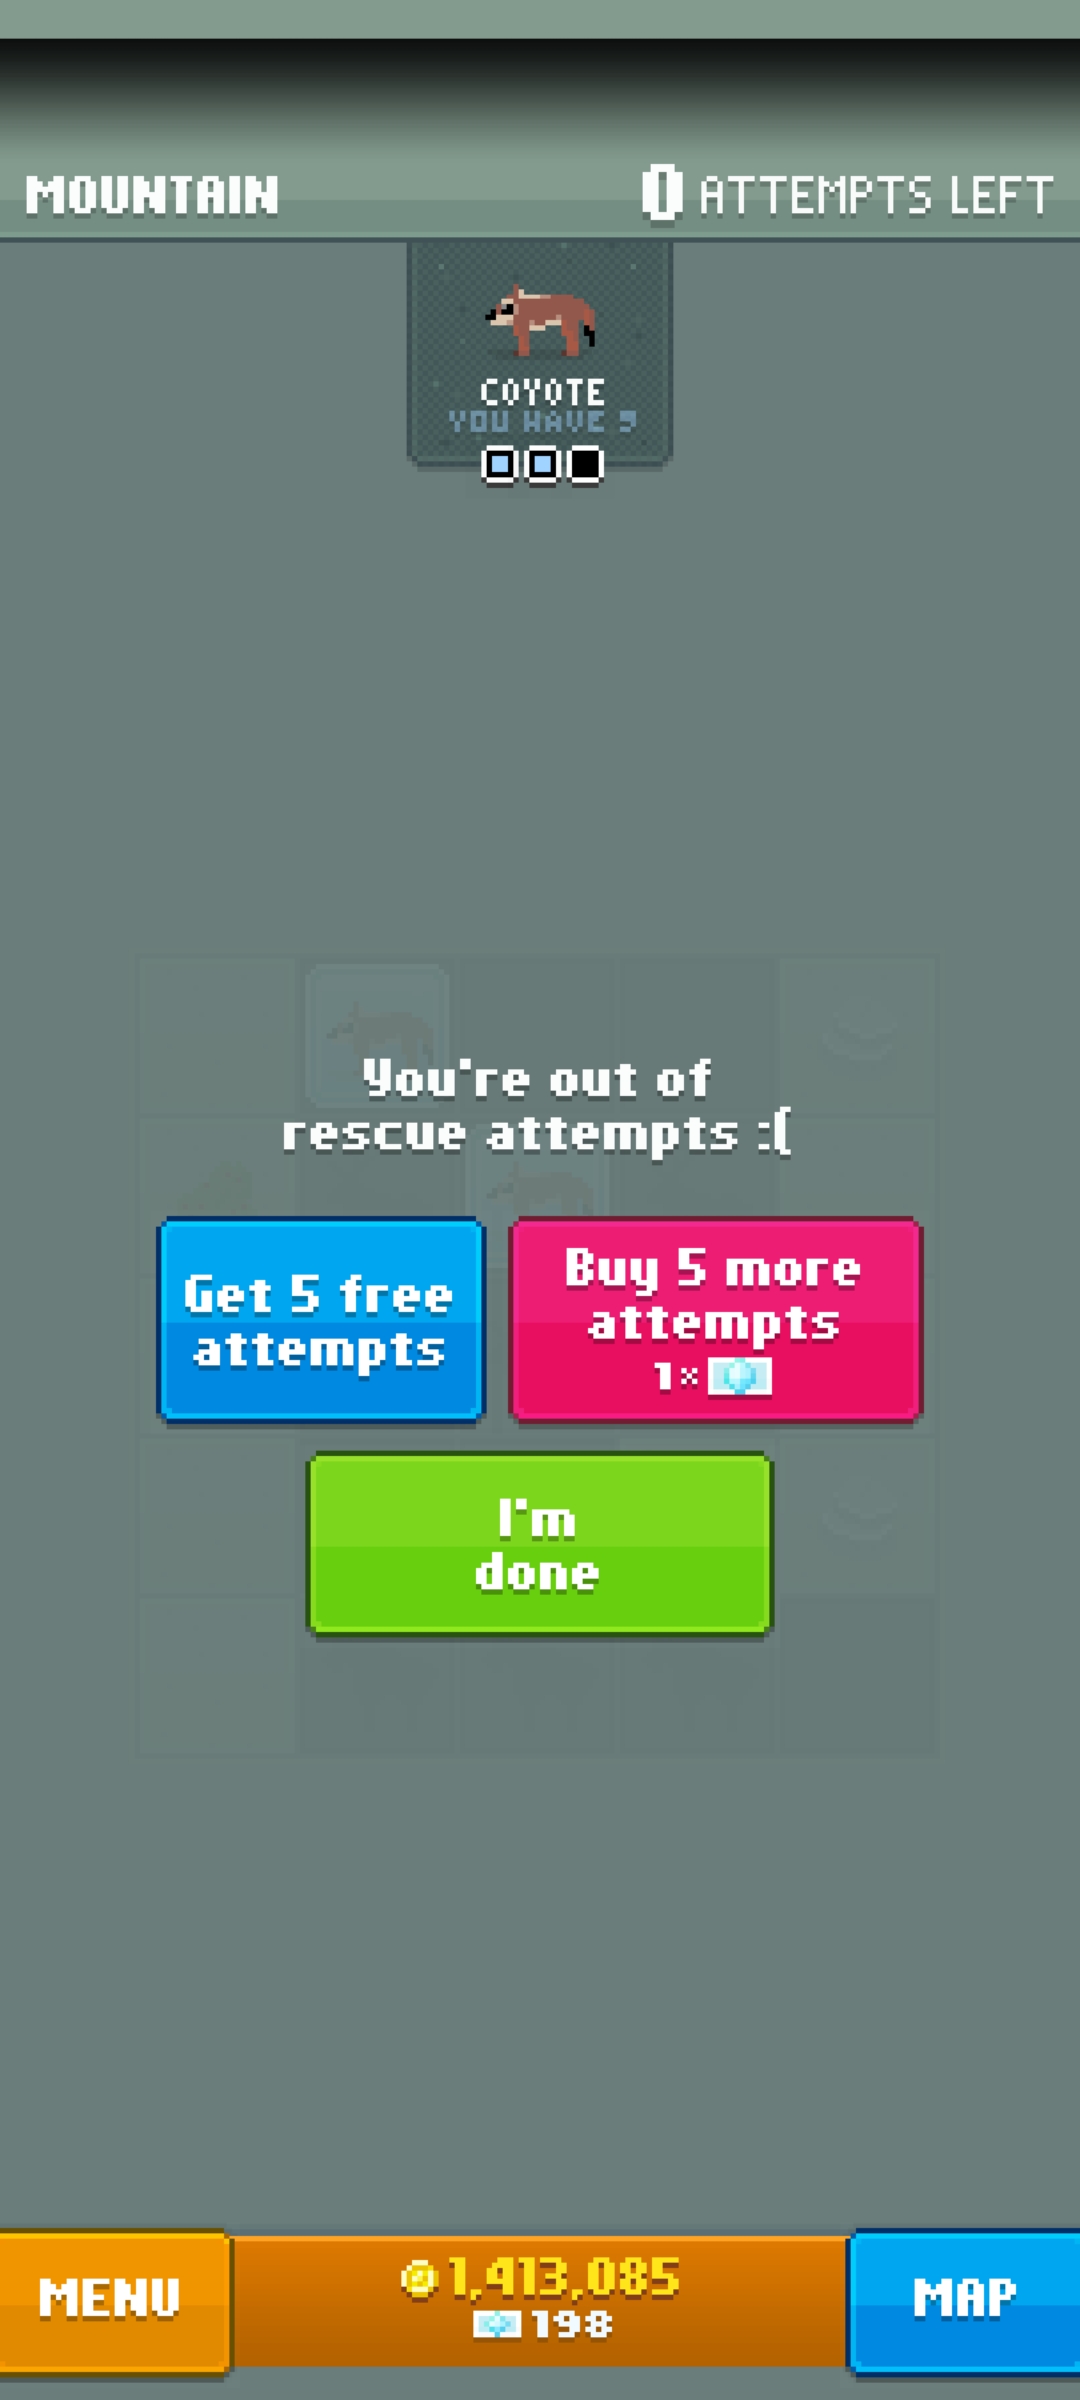 MOUNTAIN
0 ATTEMPTS LEFT
COYOTE
YOU HAVE 9
You're out of
rescue attempts :(
Get 5 free
attempts
Buy 5 more
attempts
1×
I'm
done
MENU
1,413,085
198
MAP